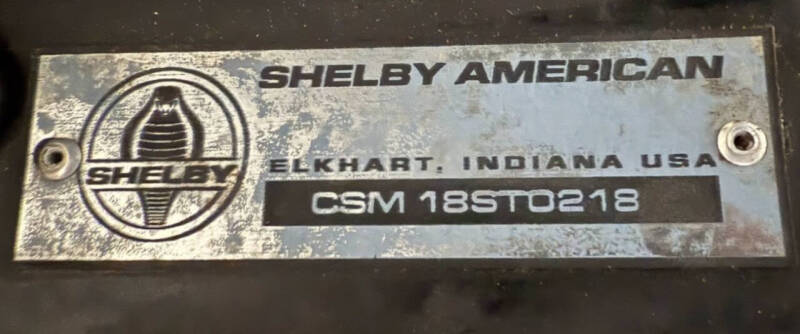 SHELBY AMERICAN
SHELBY
ELKHART, INDIANA USA
CSM 18ST0218